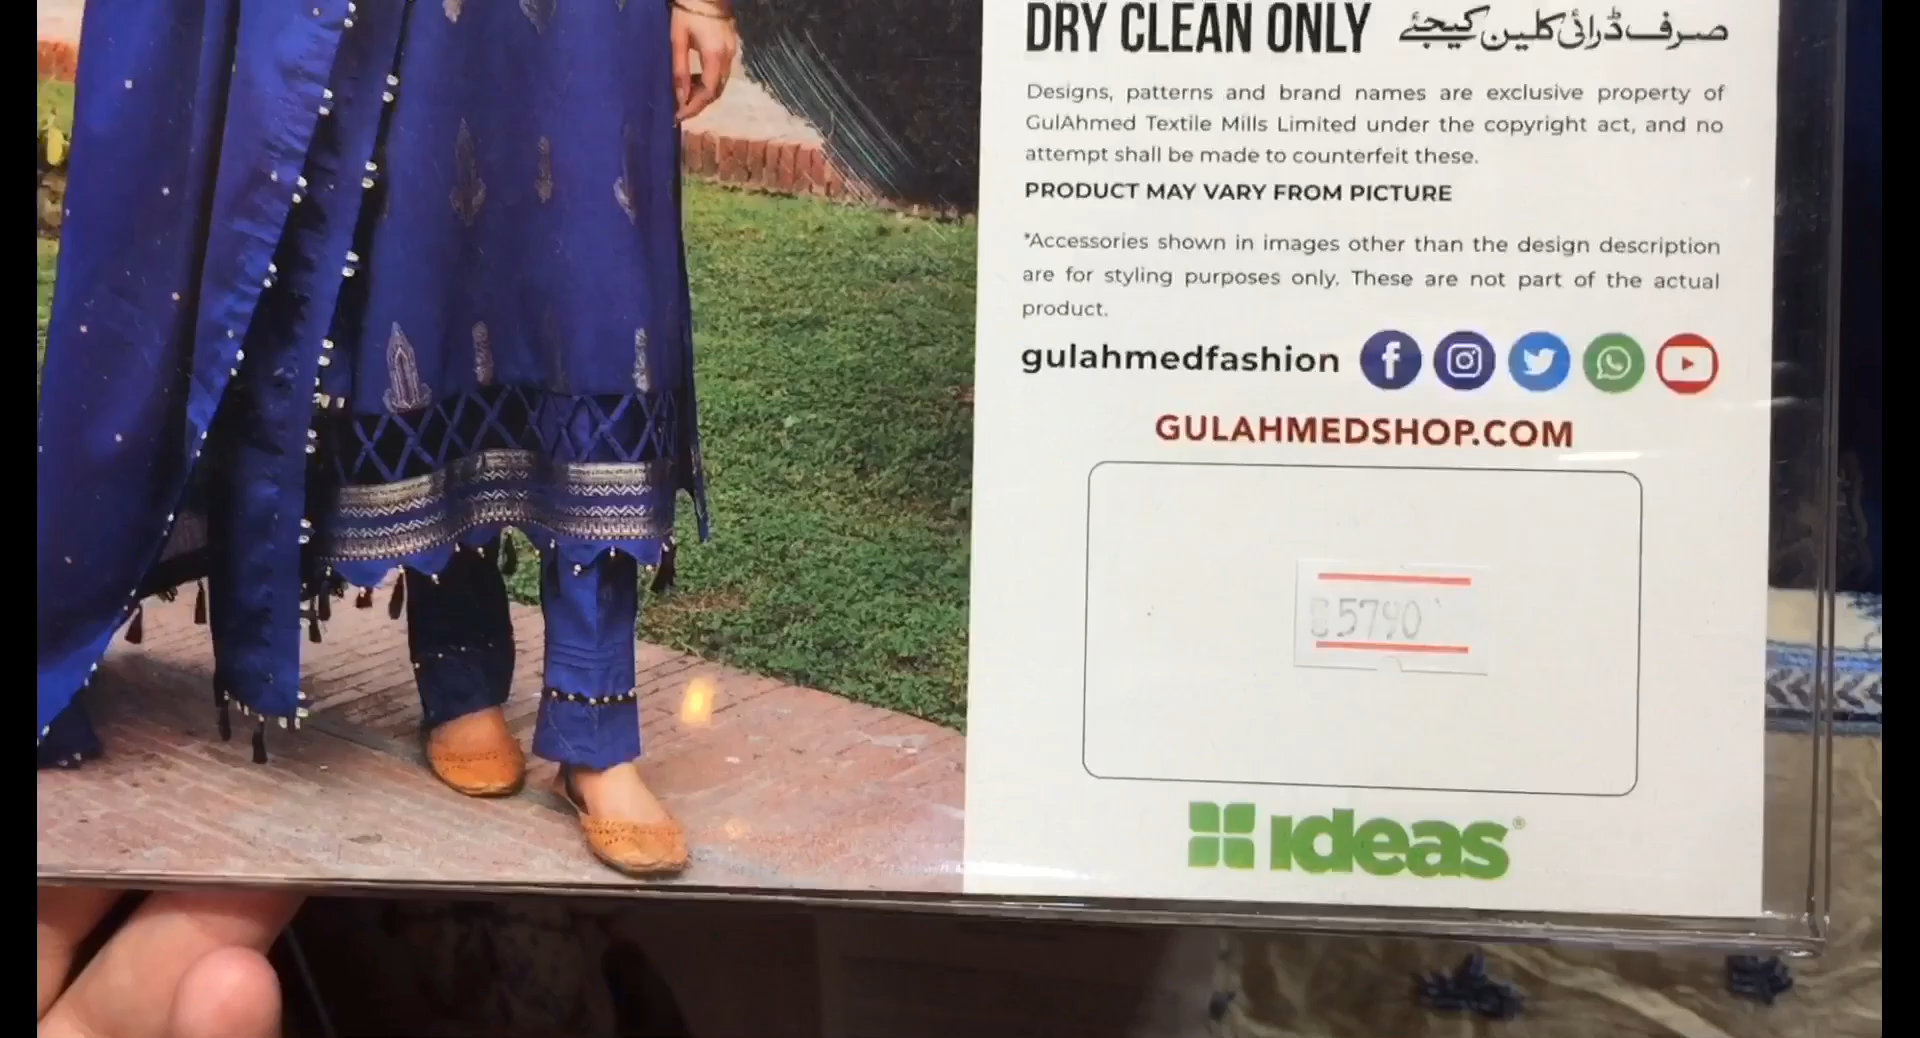 DRY CLEAN ONLY صرف ڈرائی کلین کیجئے
Designs, patterns and brand names are exclusive property of
GulAhmed Textile Mills Limited under the copyright act, and no
attempt shall be made to counterfeit these.
PRODUCT MAY VARY FROM PICTURE
*Accessories shown in images other than the design description
are for styling purposes only. These are not part of the actual
product.
gulahmedfashion
GULAHMEDSHOP.COM
ideas®